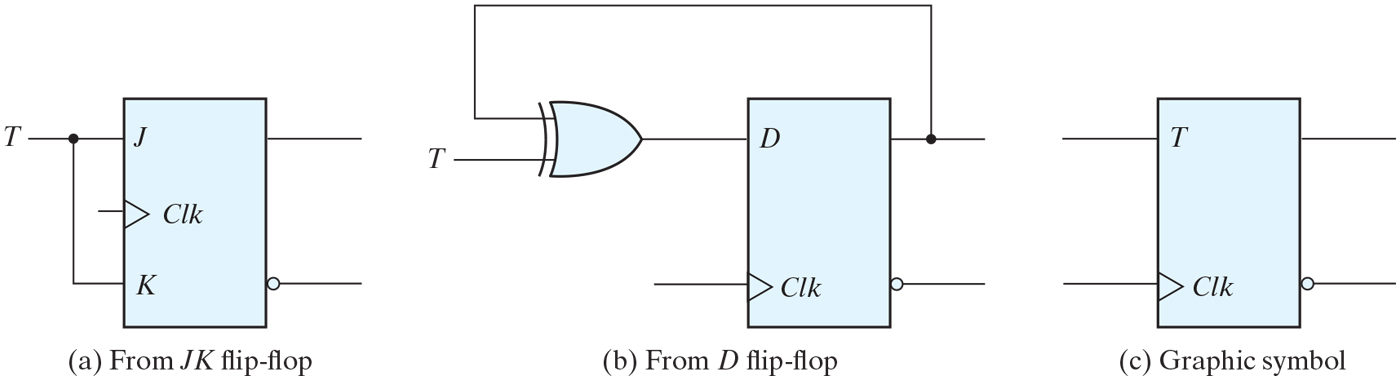 T
J
Clk
K
(a) From JK flip-flop
T
D
Clk
(b) From D flip-flop
T
Clk
(c) Graphic symbol